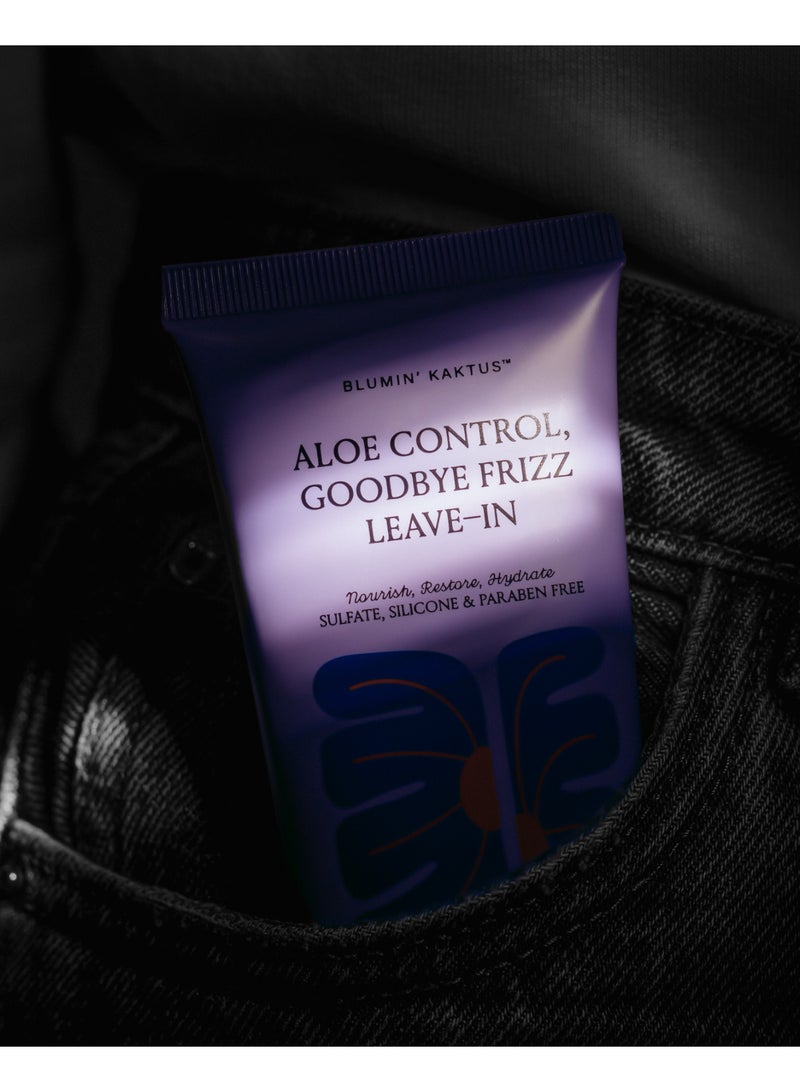 BLUMIN' KAKTUS™
ALOE CONTROL,
GOODBYE FRIZZ
LEAVE-IN
Nourish, Restore, Hydrate
SULFATE, SILICONE & PARABEN FREE